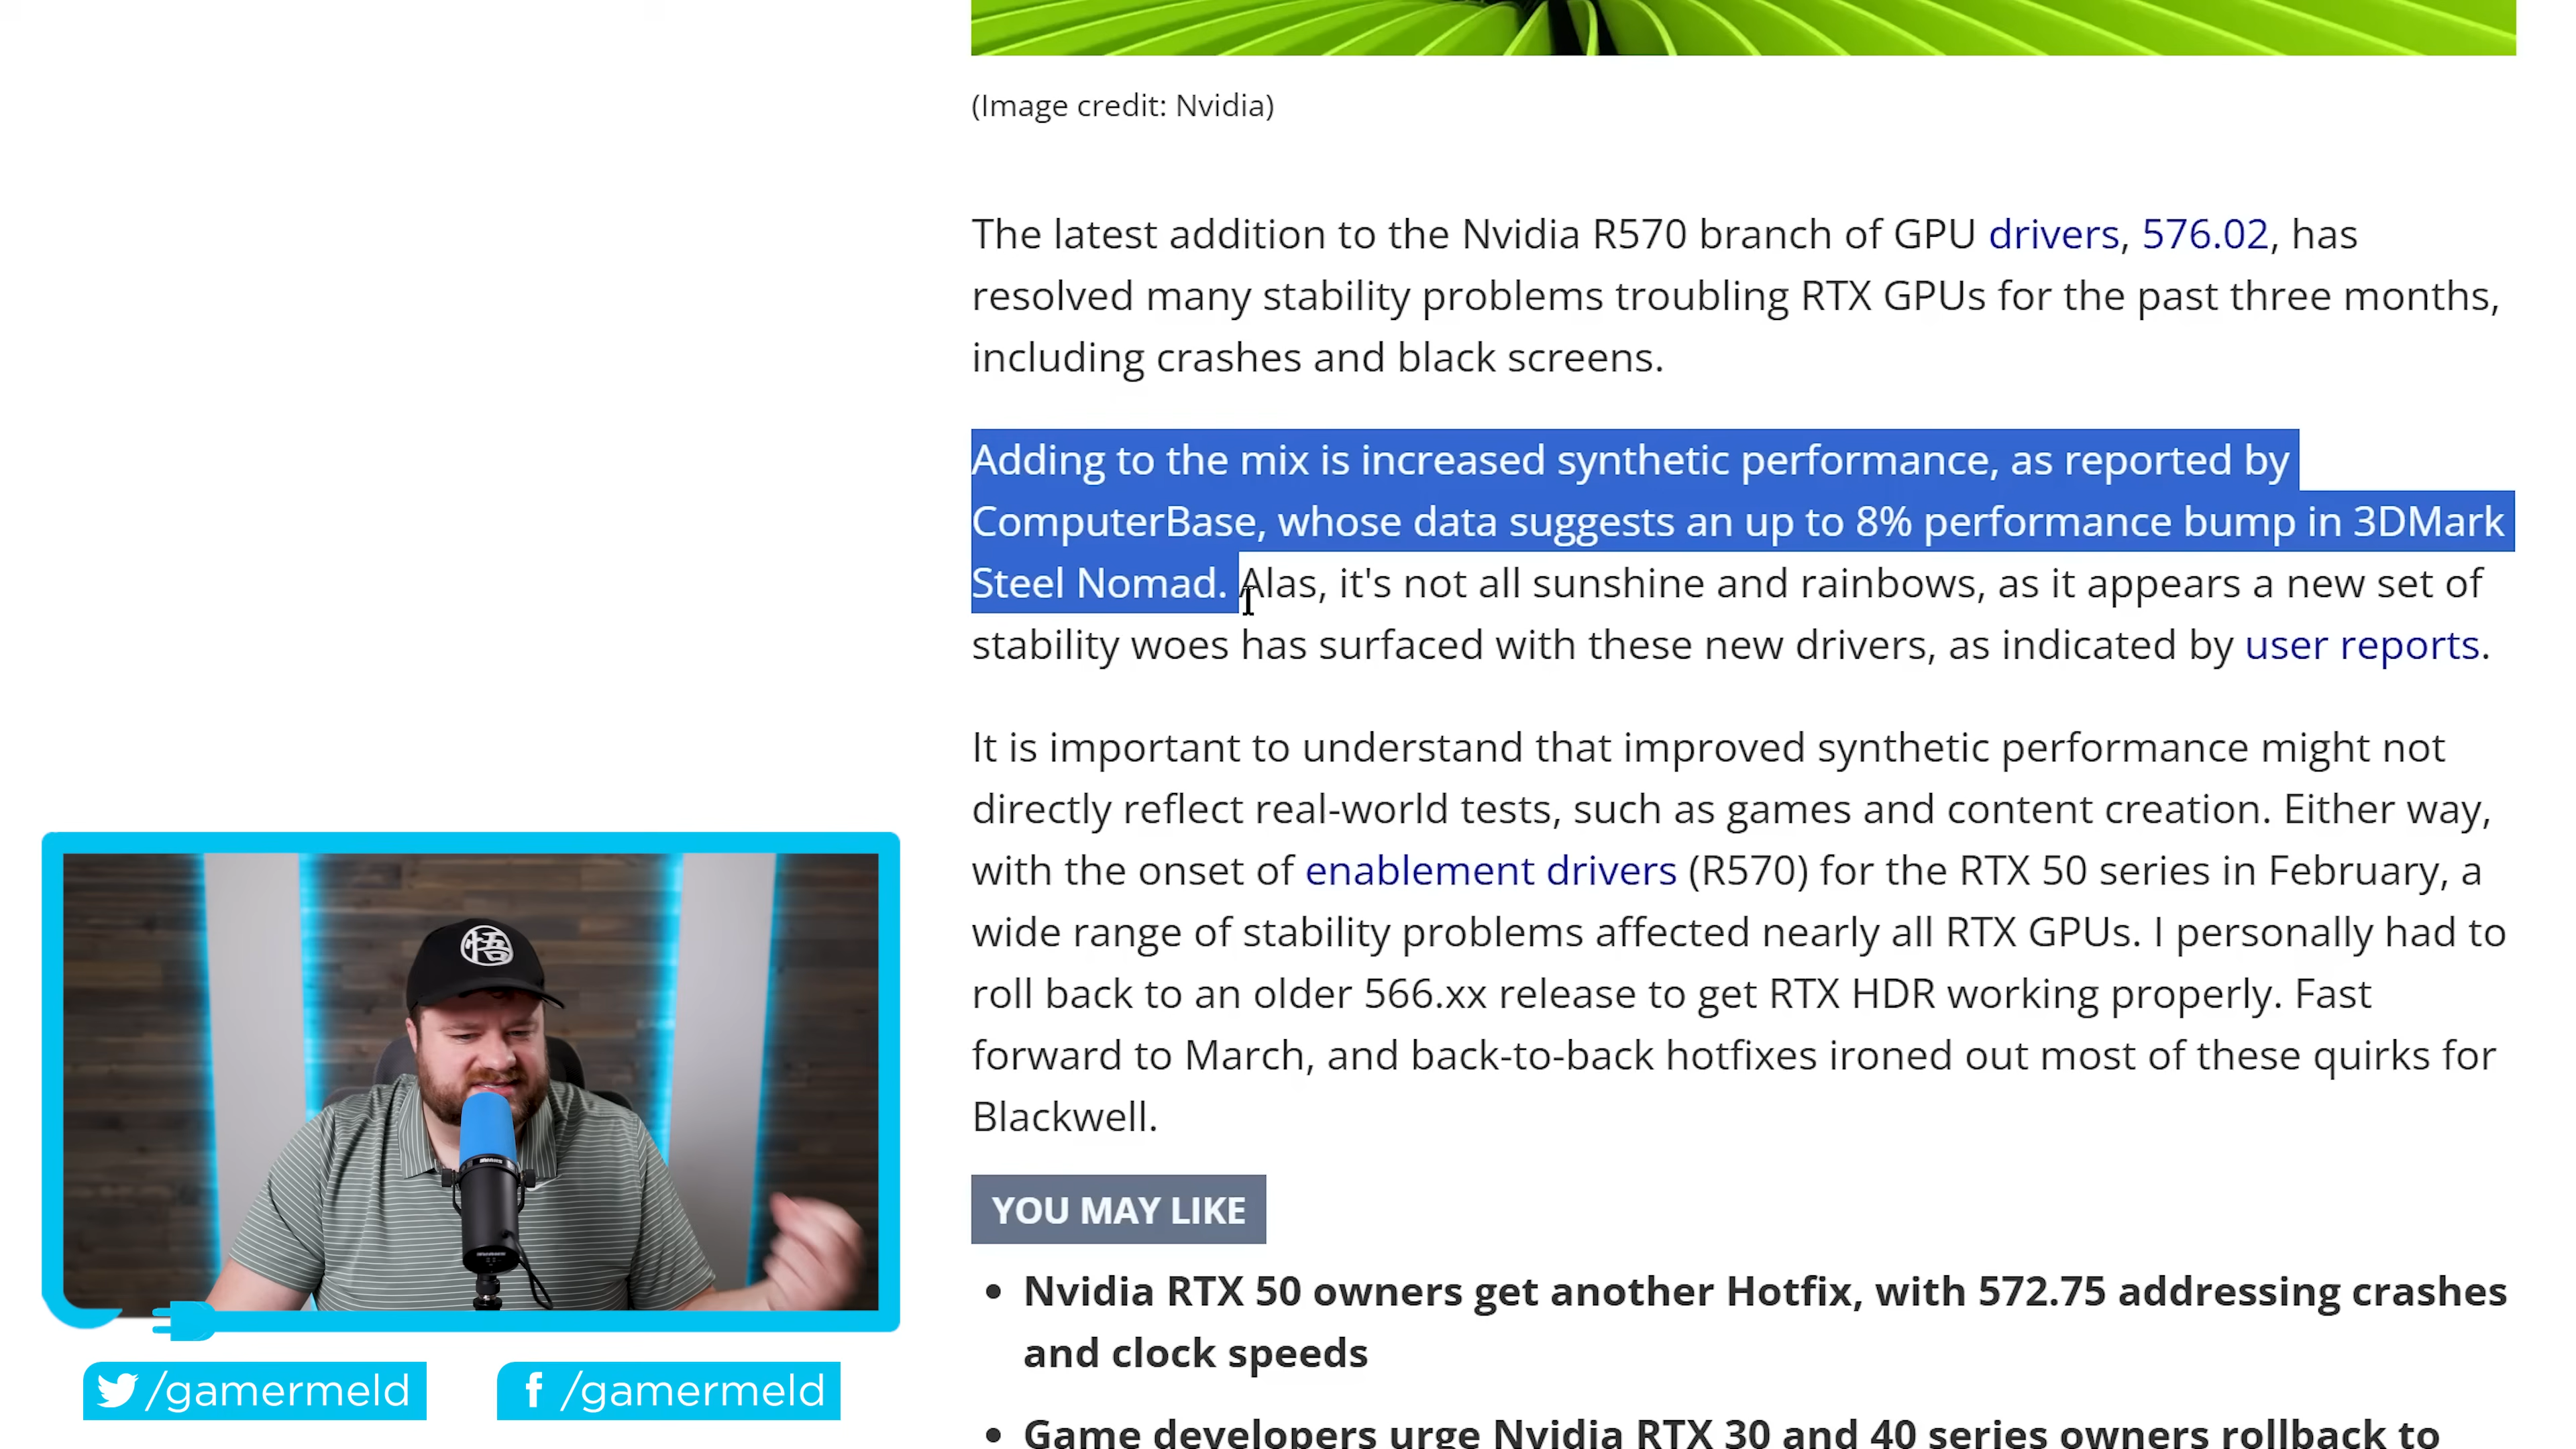 (Image credit: Nvidia)
The latest addition to the Nvidia R570 branch of GPU drivers, 576.02, has
resolved many stability problems troubling RTX GPUs for the past three months,
including crashes and black screens.
Adding to the mix is increased synthetic performance, as reported by
ComputerBase, whose data suggests an up to 8% performance bump in 3DMark
Steel Nomad. Alas, it's not all sunshine and rainbows, as it appears a new set of
stability woes has surfaced with these new drivers, as indicated by user reports.
It is important to understand that improved synthetic performance might not
directly reflect real-world tests, such as games and content creation. Either way,
with the onset of enablement drivers (R570) for the RTX 50 series in February, a
wide range of stability problems affected nearly all RTX GPUs. I personally had to
roll back to an older 566.xx release to get RTX HDR working properly. Fast
forward to March, and back-to-back hotfixes ironed out most of these quirks for
Blackwell.
YOU MAY LIKE
• Nvidia RTX 50 owners get another Hotfix, with 572.75 addressing crashes
and clock speeds
• Game developers urge Nvidia RTX 30 and 40 series owners rollback to
悟
/gamermeld
/gamermeld